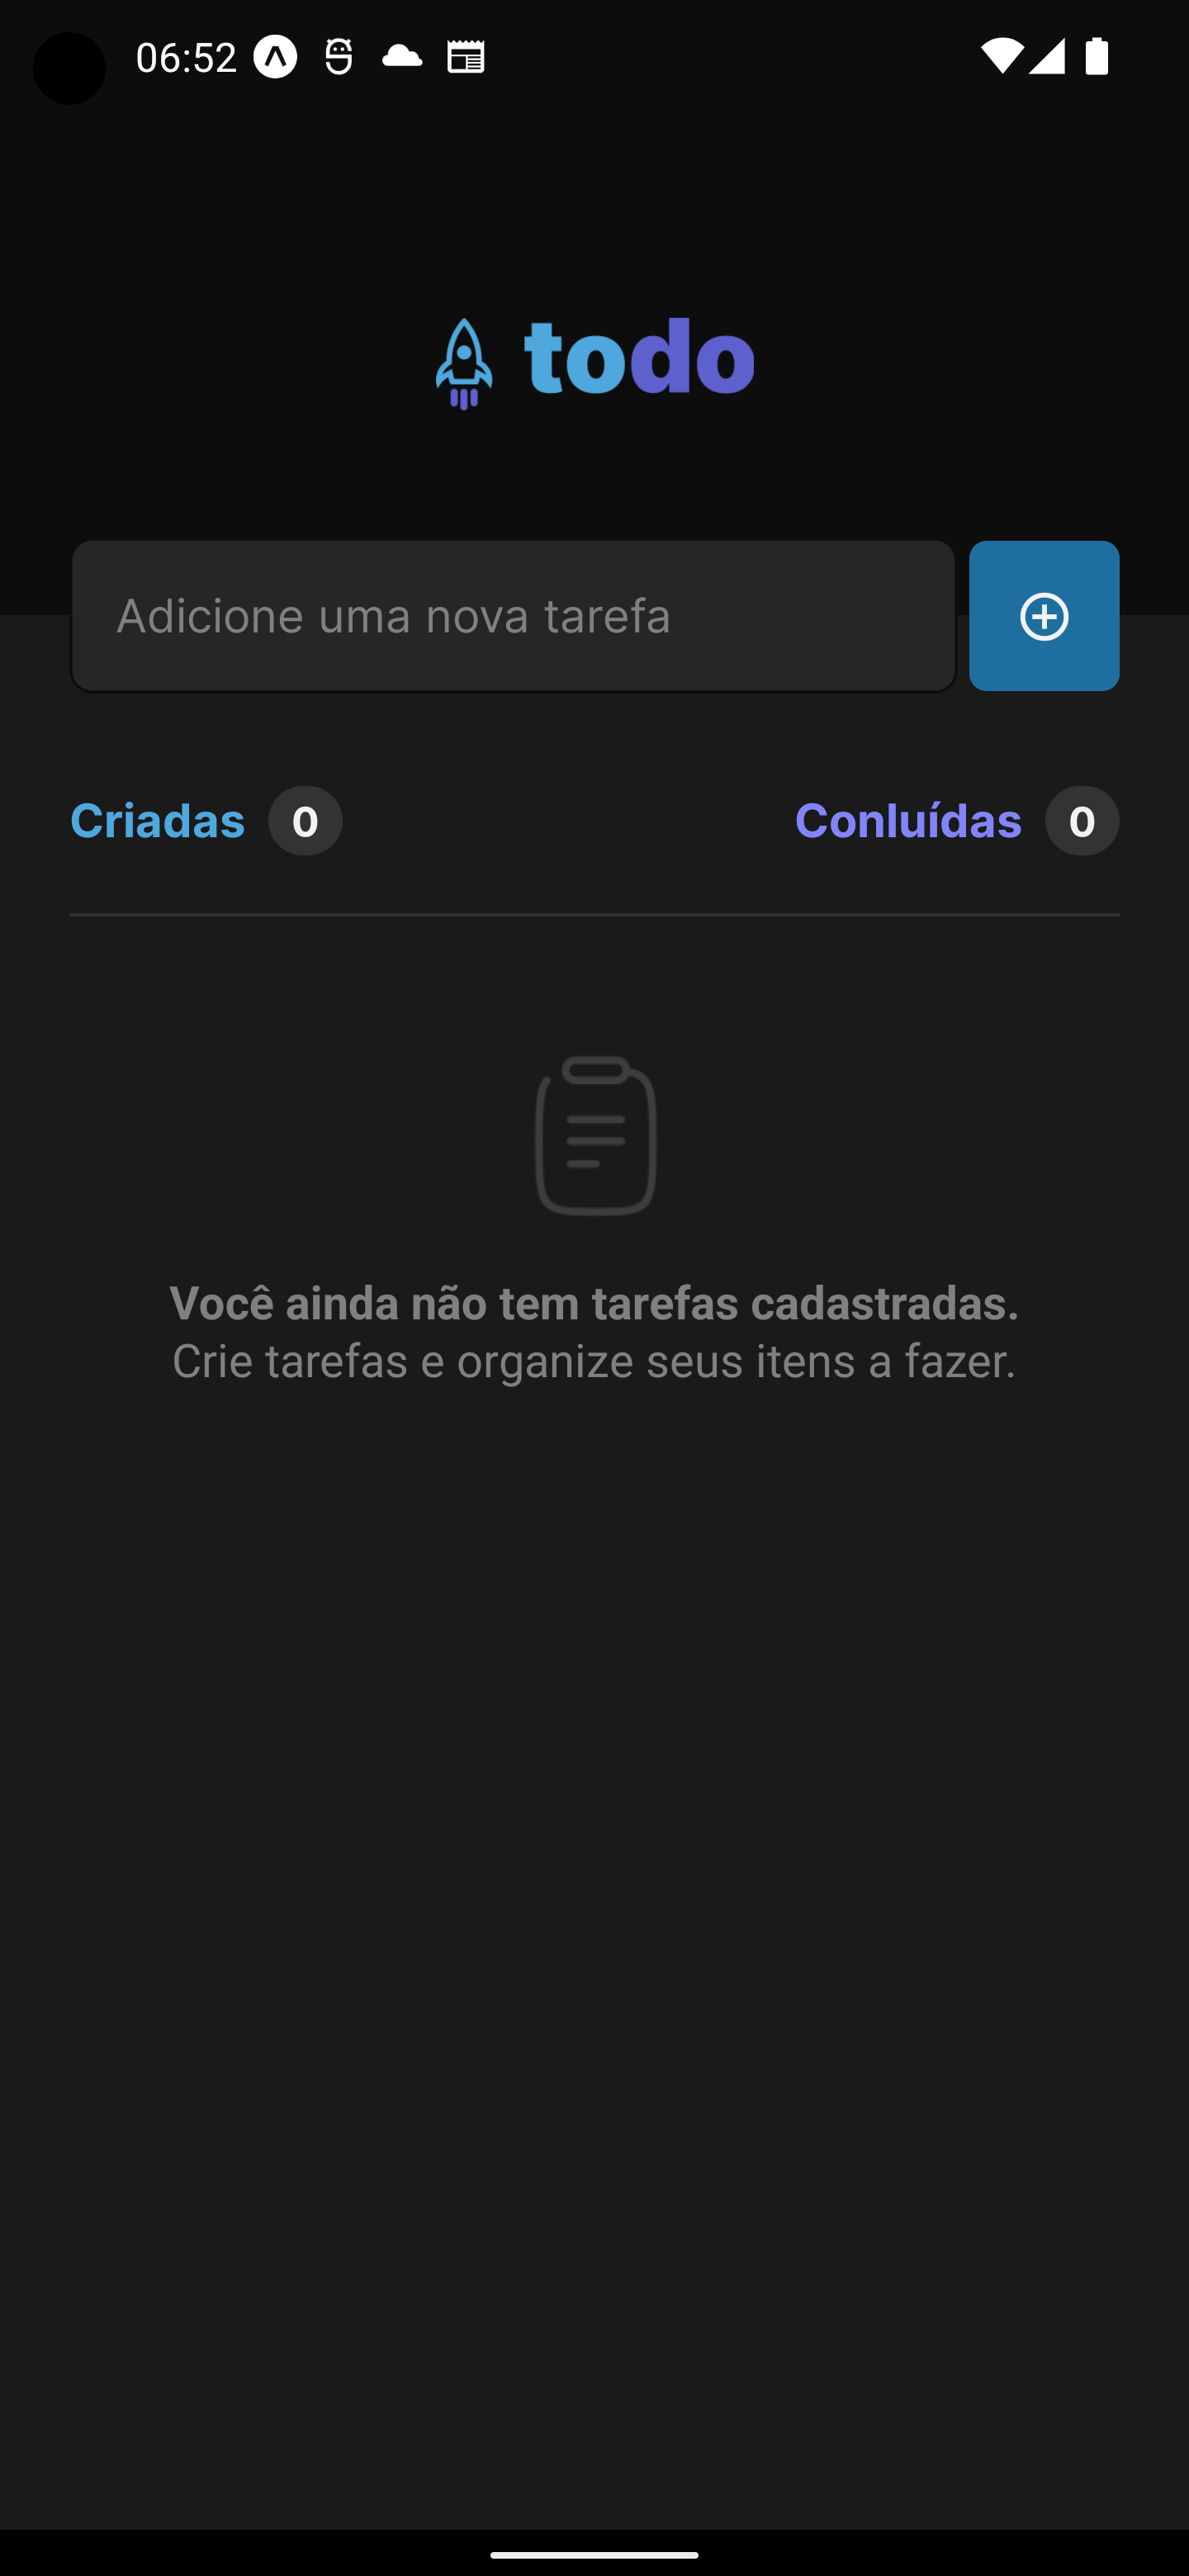 06:52
todo
Adicione uma nova tarefa
Criadas 0 Conluídas 0
Você ainda não tem tarefas cadastradas.
Crie tarefas e organize seus itens a fazer.